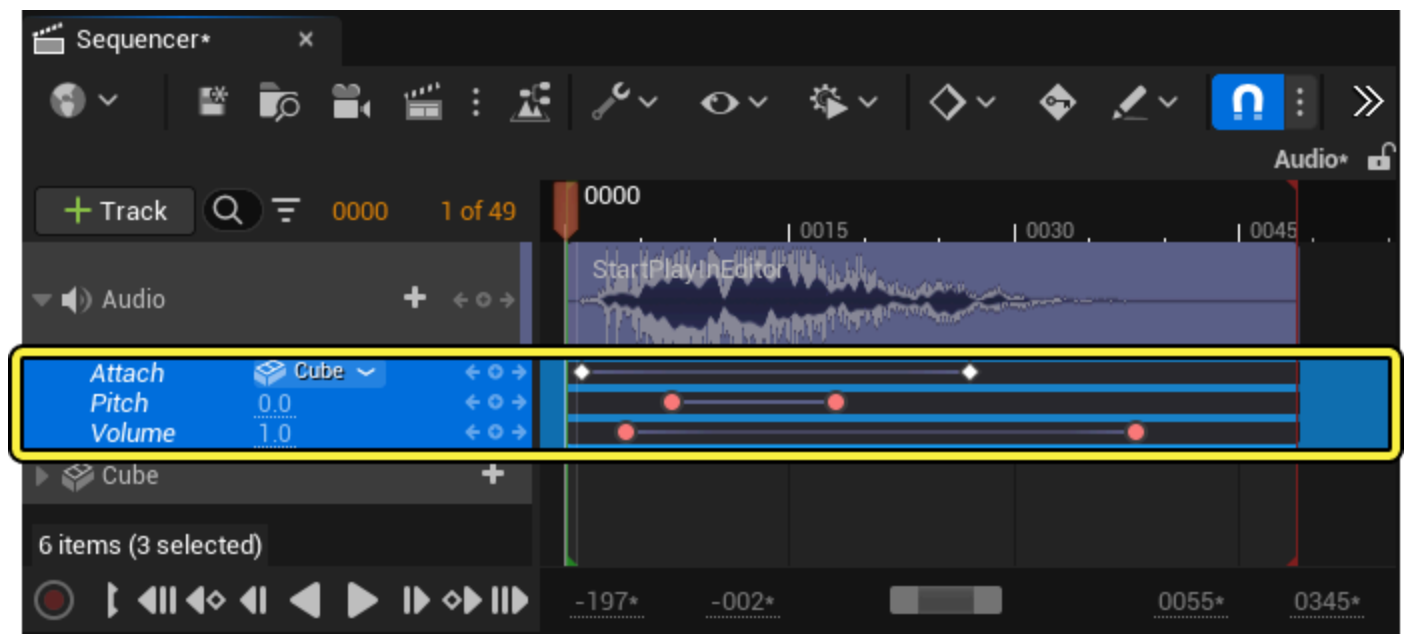 Sequencer*
Audio*
Track 0000 1 of 49
0000
0015 0030 0045
StartPlayInEditor
Audio
Attach Cube
Pitch 0.0
Volume 1.0
Cube
6 items (3 selected)
-197* -002* 0055* 0345*